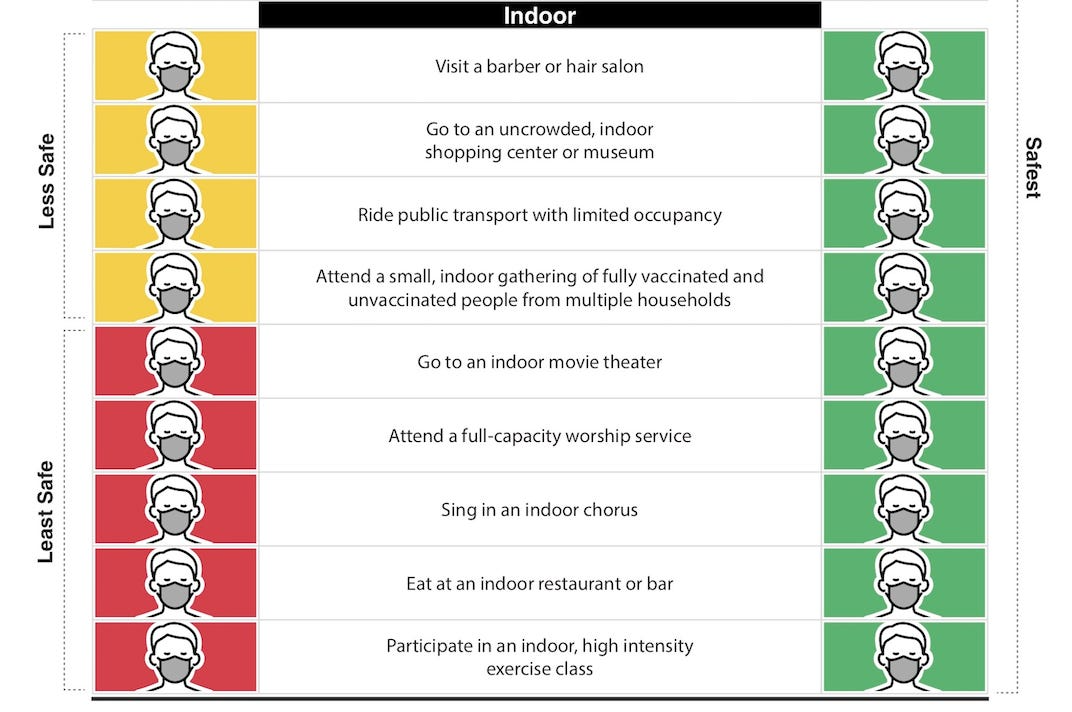 Indoor
Less Safe
Safest
Visit a barber or hair salon
Go to an uncrowded, indoor
shopping center or museum
Ride public transport with limited occupancy
Attend a small, indoor gathering of fully vaccinated and
unvaccinated people from multiple households
Least Safe
Go to an indoor movie theater
Attend a full-capacity worship service
Sing in an indoor chorus
Eat at an indoor restaurant or bar
Participate in an indoor, high intensity
exercise class